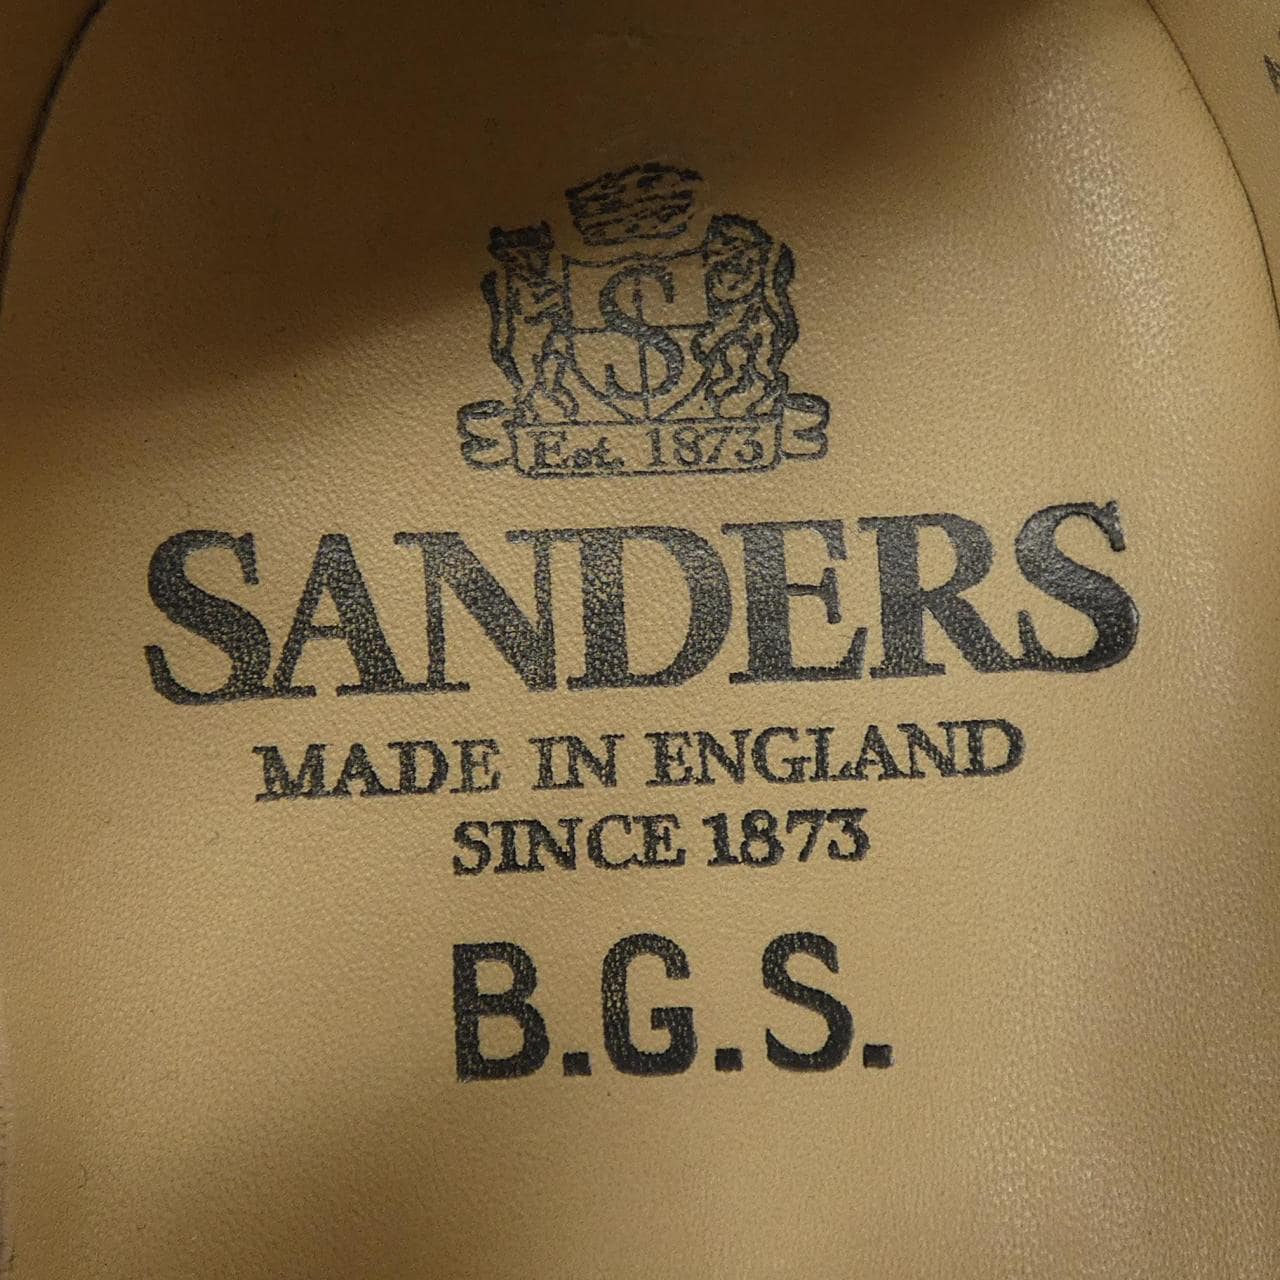 S
Est. 1873
SANDERS
MADE IN ENGLAND
SINCE 1873
B.G.S.